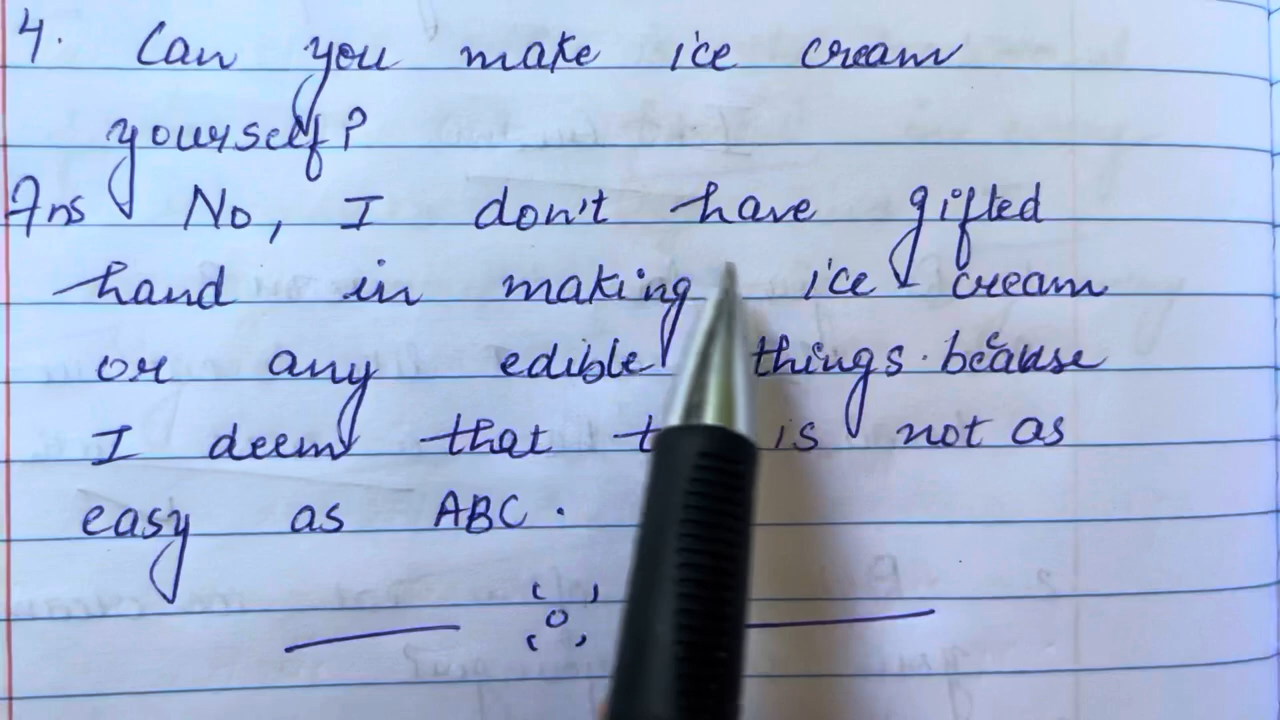 4. Can you make ice cream
yourself?
Ans No, I don't have gifted
hand in making ice cream
or any edible things. because
I deem that is not as
easy as ABC.